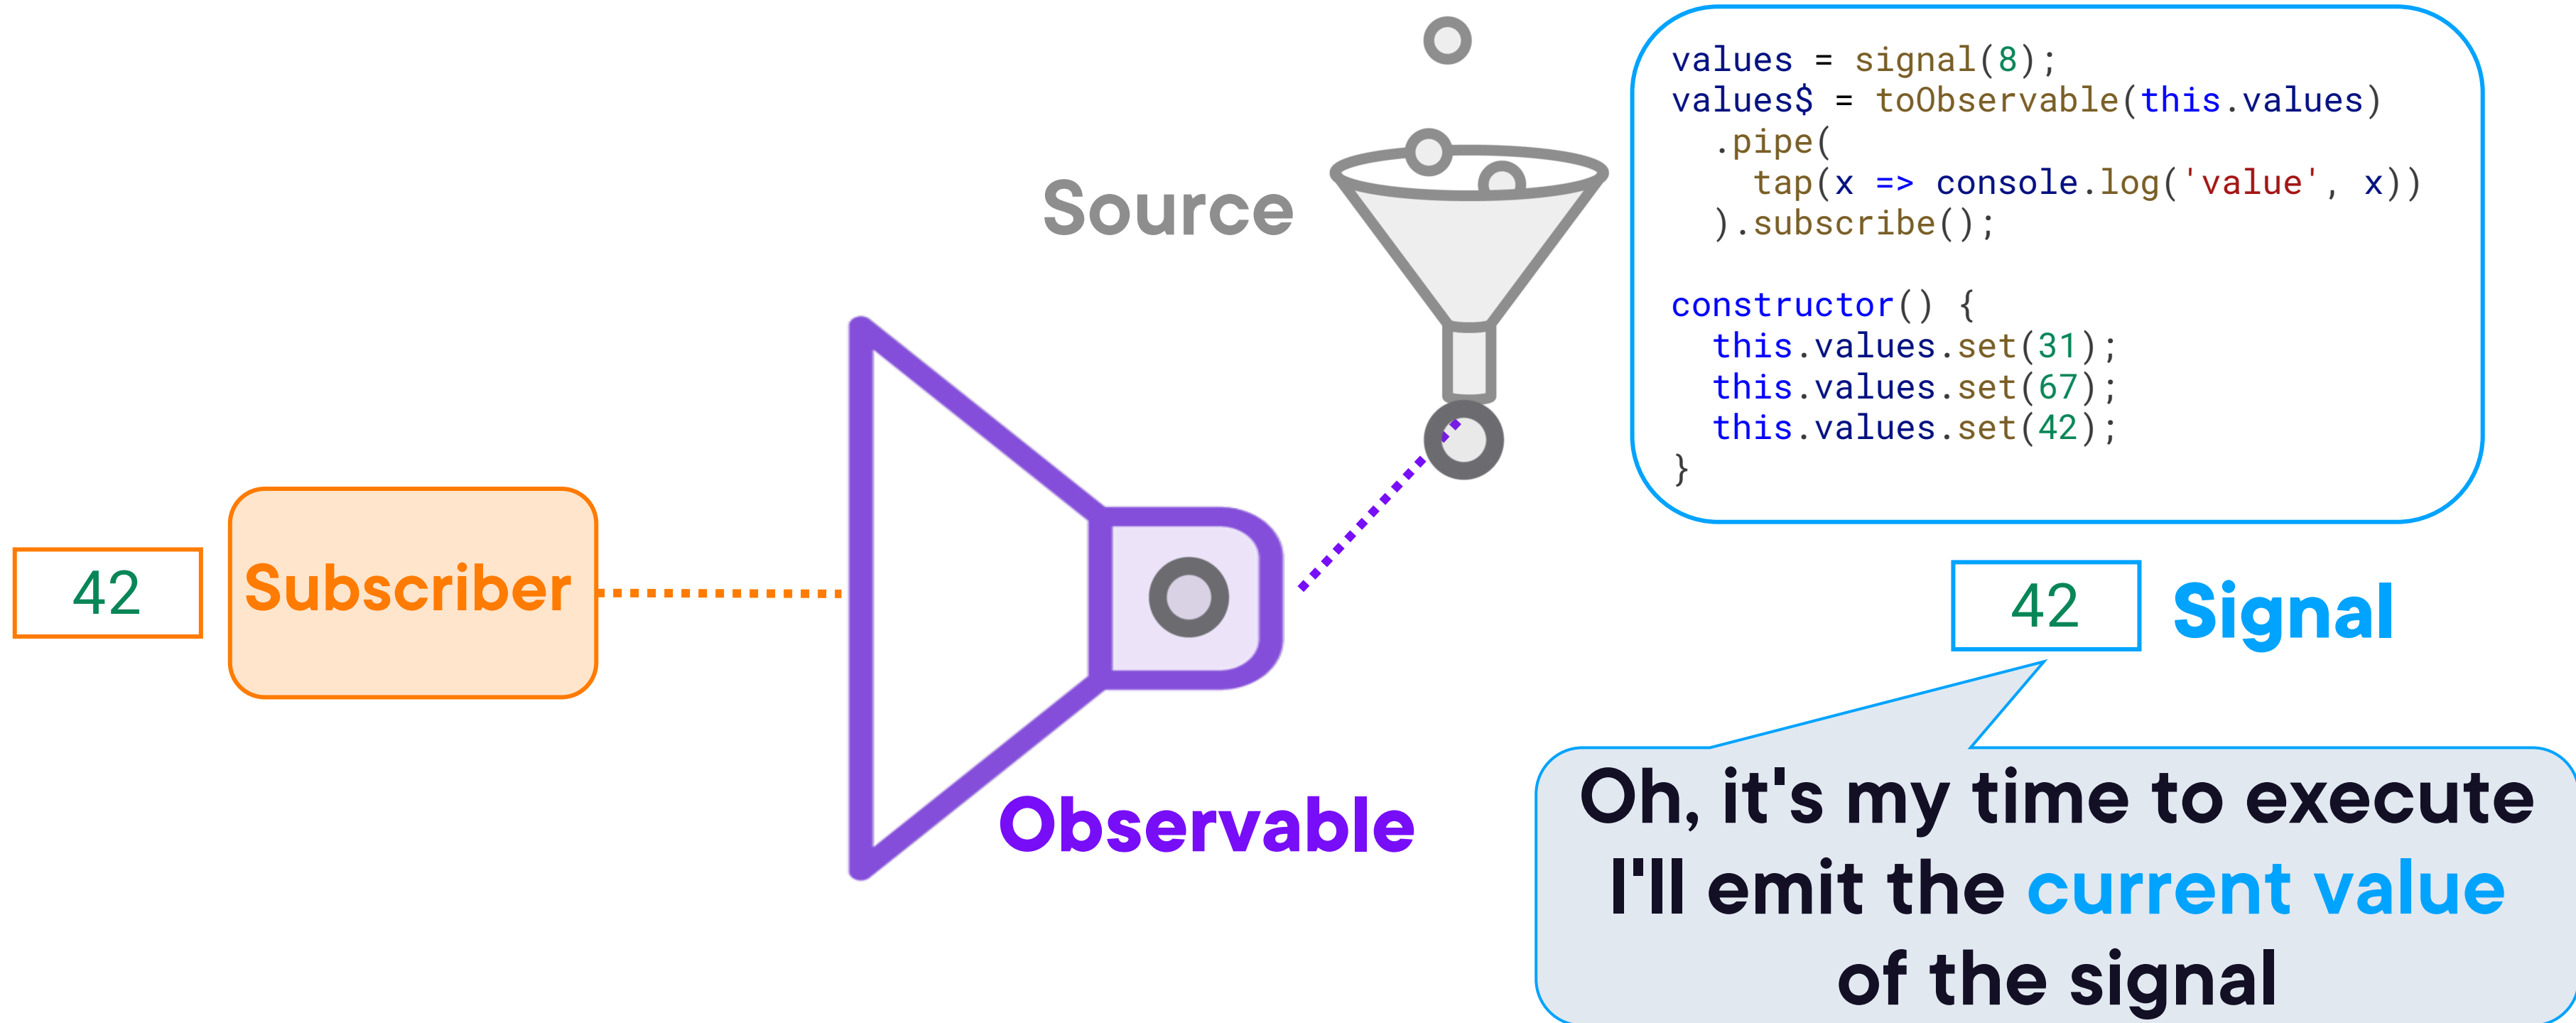 Source
values = signal(8);
values$ = toObservable(this.values)
  .pipe(
    tap(x => console.log('value', x))
  ).subscribe();

constructor() {
  this.values.set(31);
  this.values.set(67);
  this.values.set(42);
}
42
Subscriber
Observable
42
Signal
Oh, it's my time to execute
I'll emit the current value
of the signal